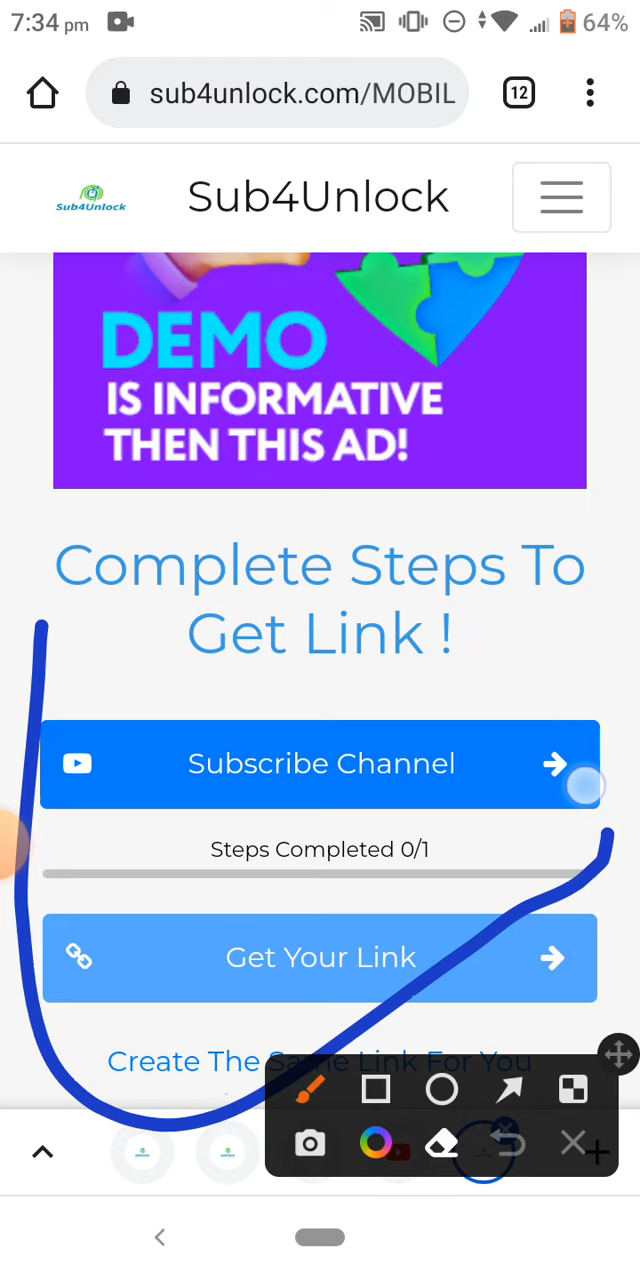 7:34 pm
64%
sub4unlock.com/MOBIL
12
Sub4Unlock
Sub4Unlock
DEMO
IS INFORMATIVE
THEN THIS AD!
Complete Steps To
Get Link !
Subscribe Channel
Steps Completed 0/1
Get Your Link
Create The Same Link For You